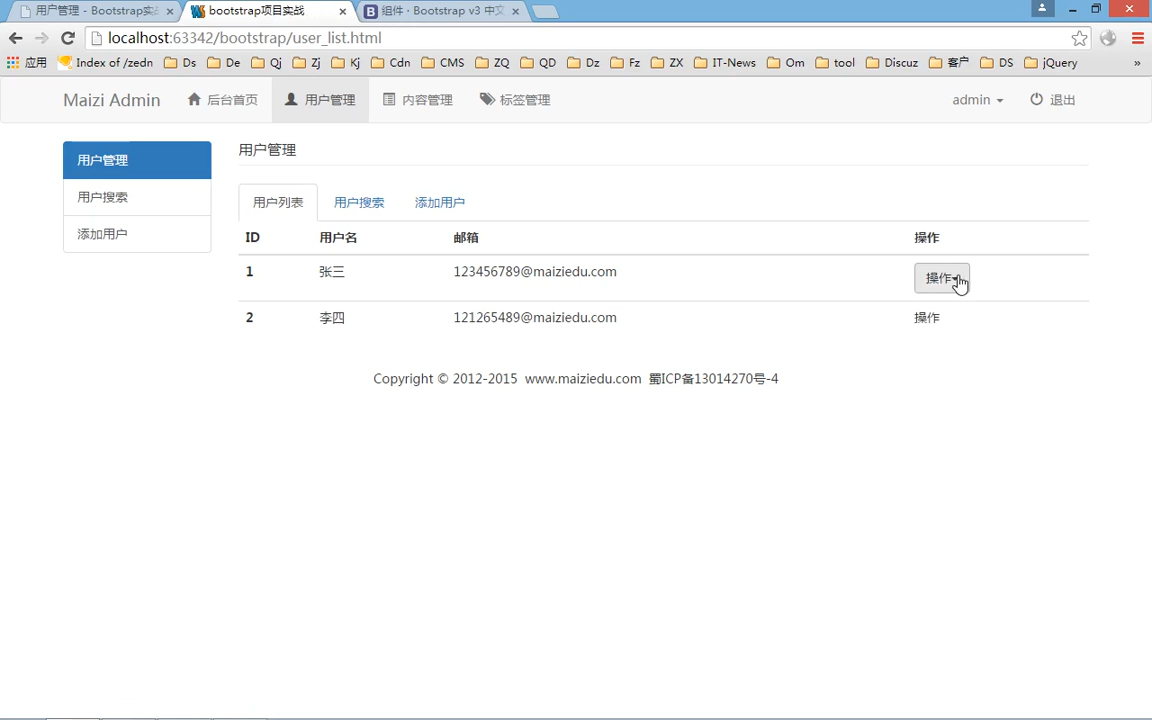 用户管理 - Bootstrap实战
bootstrap项目实战
组件 · Bootstrap v3 中文
localhost:63342/bootstrap/user_list.html
应用 Index of /zedn Ds De Qj Zj Kj Cdn CMS ZQ QD Dz Fz ZX IT-News Om tool Discuz 客户 DS jQuery »
Maizi Admin 后台首页 用户管理 内容管理 标签管理 admin 退出
用户管理
用户搜索
添加用户
用户管理
用户列表 用户搜索 添加用户
ID 用户名 邮箱 操作
1 张三 123456789@maiziedu.com 操作
2 李四 121265489@maiziedu.com 操作
Copyright © 2012-2015 www.maiziedu.com 蜀ICP备13014270号-4